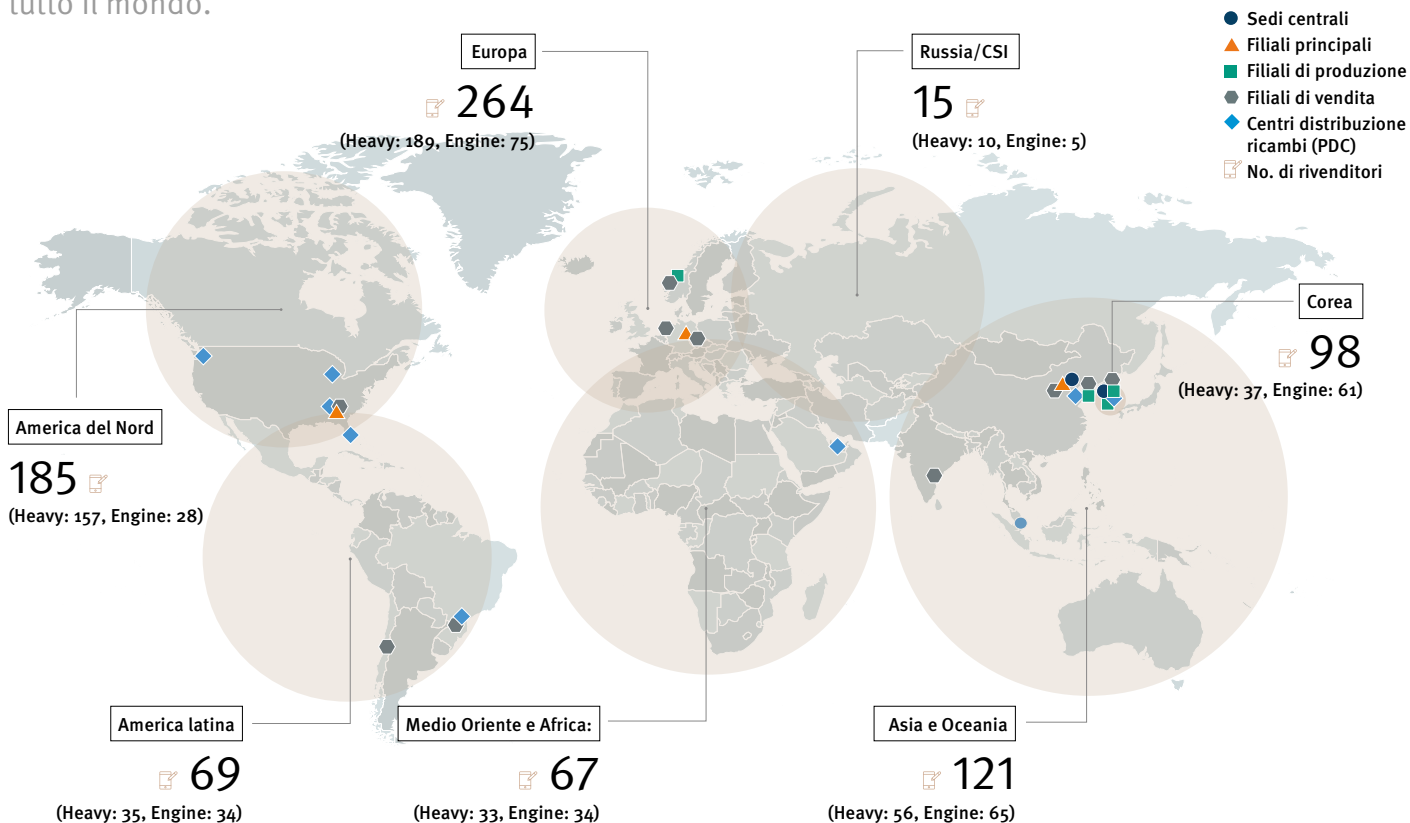 tutto il mondo.
Sedi centrali
Filiali principali
Filiali di produzione
Filiali di vendita
Centri distribuzione
ricambi (PDC)
No. di rivenditori
Europa
264
(Heavy: 189, Engine: 75)
Russia/CSI
15
(Heavy: 10, Engine: 5)
Corea
98
(Heavy: 37, Engine: 61)
America del Nord
185
(Heavy: 157, Engine: 28)
America latina
69
(Heavy: 35, Engine: 34)
Medio Oriente e Africa:
67
(Heavy: 33, Engine: 34)
Asia e Oceania
121
(Heavy: 56, Engine: 65)